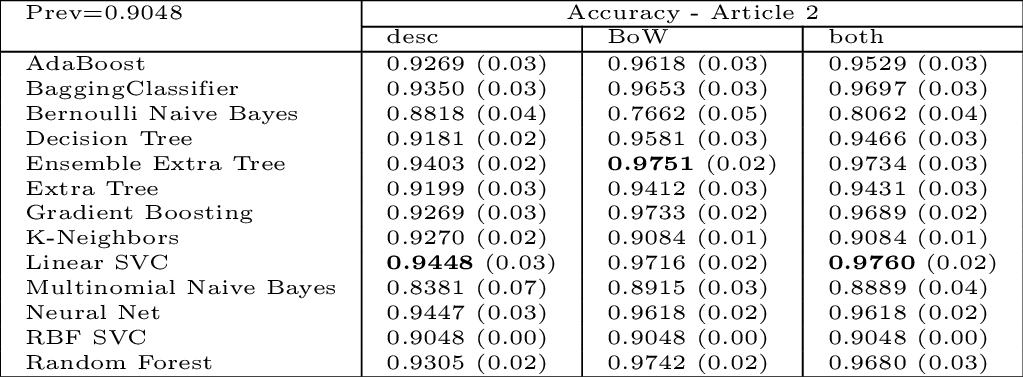 Prev=0.9048 Accuracy - Article 2
desc BoW both
AdaBoost 0.9269 (0.03) 0.9618 (0.03) 0.9529 (0.03)
BaggingClassifier 0.9350 (0.03) 0.9653 (0.03) 0.9697 (0.03)
Bernoulli Naive Bayes 0.8818 (0.04) 0.7662 (0.05) 0.8062 (0.04)
Decision Tree 0.9181 (0.02) 0.9581 (0.03) 0.9466 (0.03)
Ensemble Extra Tree 0.9403 (0.02) 0.9751 (0.02) 0.9734 (0.03)
Extra Tree 0.9199 (0.03) 0.9412 (0.03) 0.9431 (0.03)
Gradient Boosting 0.9269 (0.03) 0.9733 (0.02) 0.9689 (0.02)
K-Neighbors 0.9270 (0.02) 0.9084 (0.01) 0.9084 (0.01)
Linear SVC 0.9448 (0.03) 0.9716 (0.02) 0.9760 (0.02)
Multinomial Naive Bayes 0.8381 (0.07) 0.8915 (0.03) 0.8889 (0.04)
Neural Net 0.9447 (0.03) 0.9618 (0.02) 0.9618 (0.02)
RBF SVC 0.9048 (0.00) 0.9048 (0.00) 0.9048 (0.00)
Random Forest 0.9305 (0.02) 0.9742 (0.02) 0.9680 (0.03)